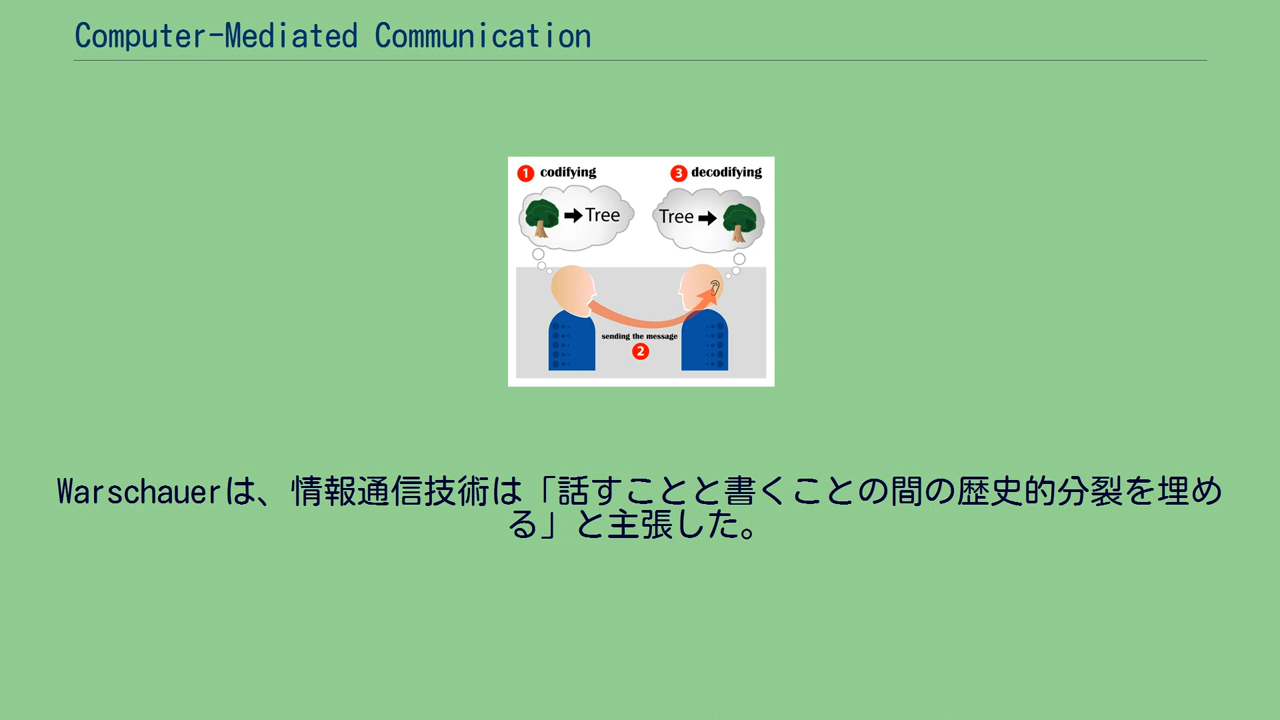 Computer-Mediated Communication
1 codifying
3 decodifying
Tree
Tree
sending the message
2
Warschauerは、情報通信技術は「話すことと書くことの間の歴史的分裂を埋め
る」と主張した。